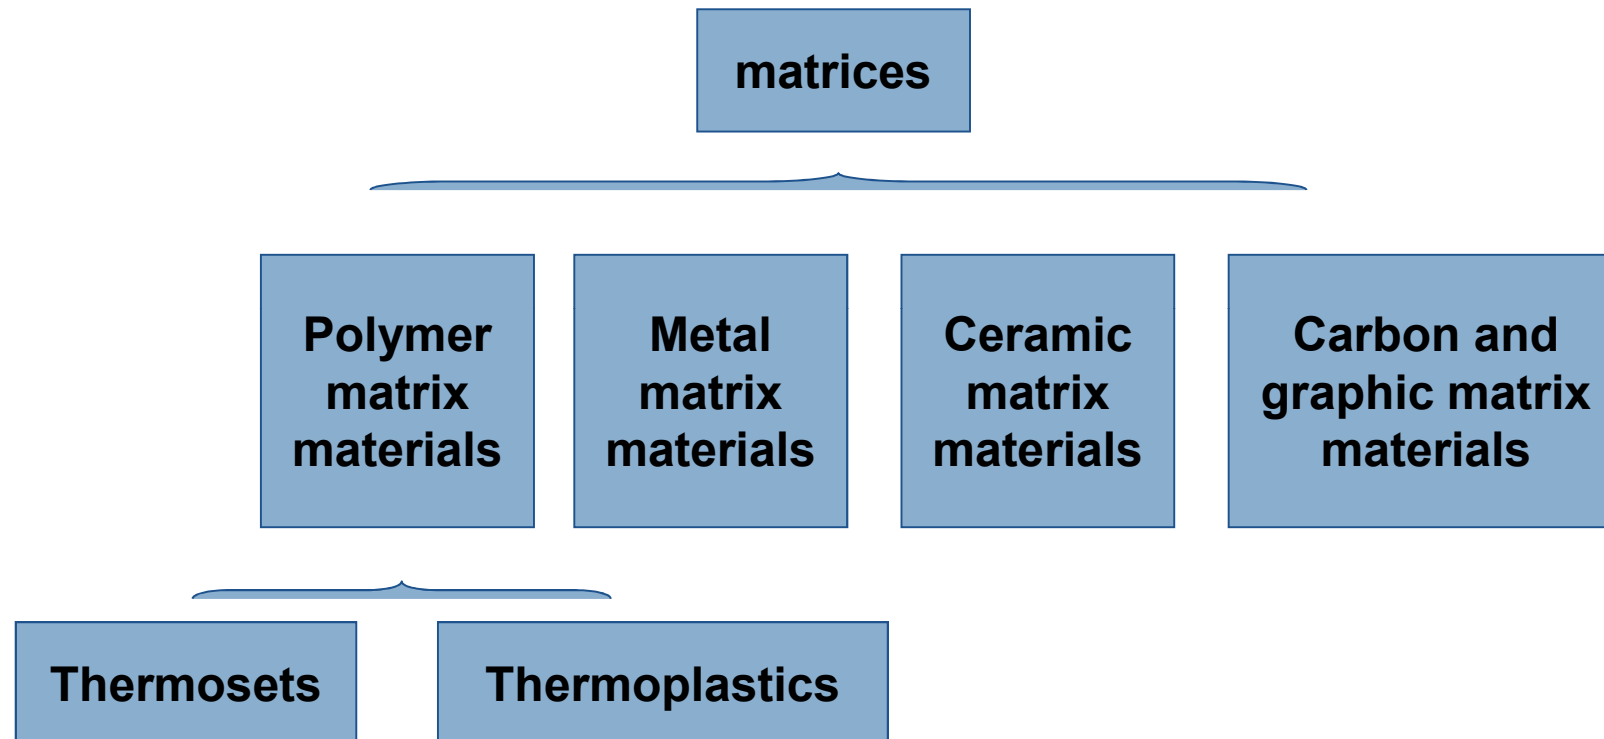 matrices
Polymer
matrix
materials
Metal
matrix
materials
Ceramic
matrix
materials
Carbon and
graphic matrix
materials
Thermosets
Thermoplastics